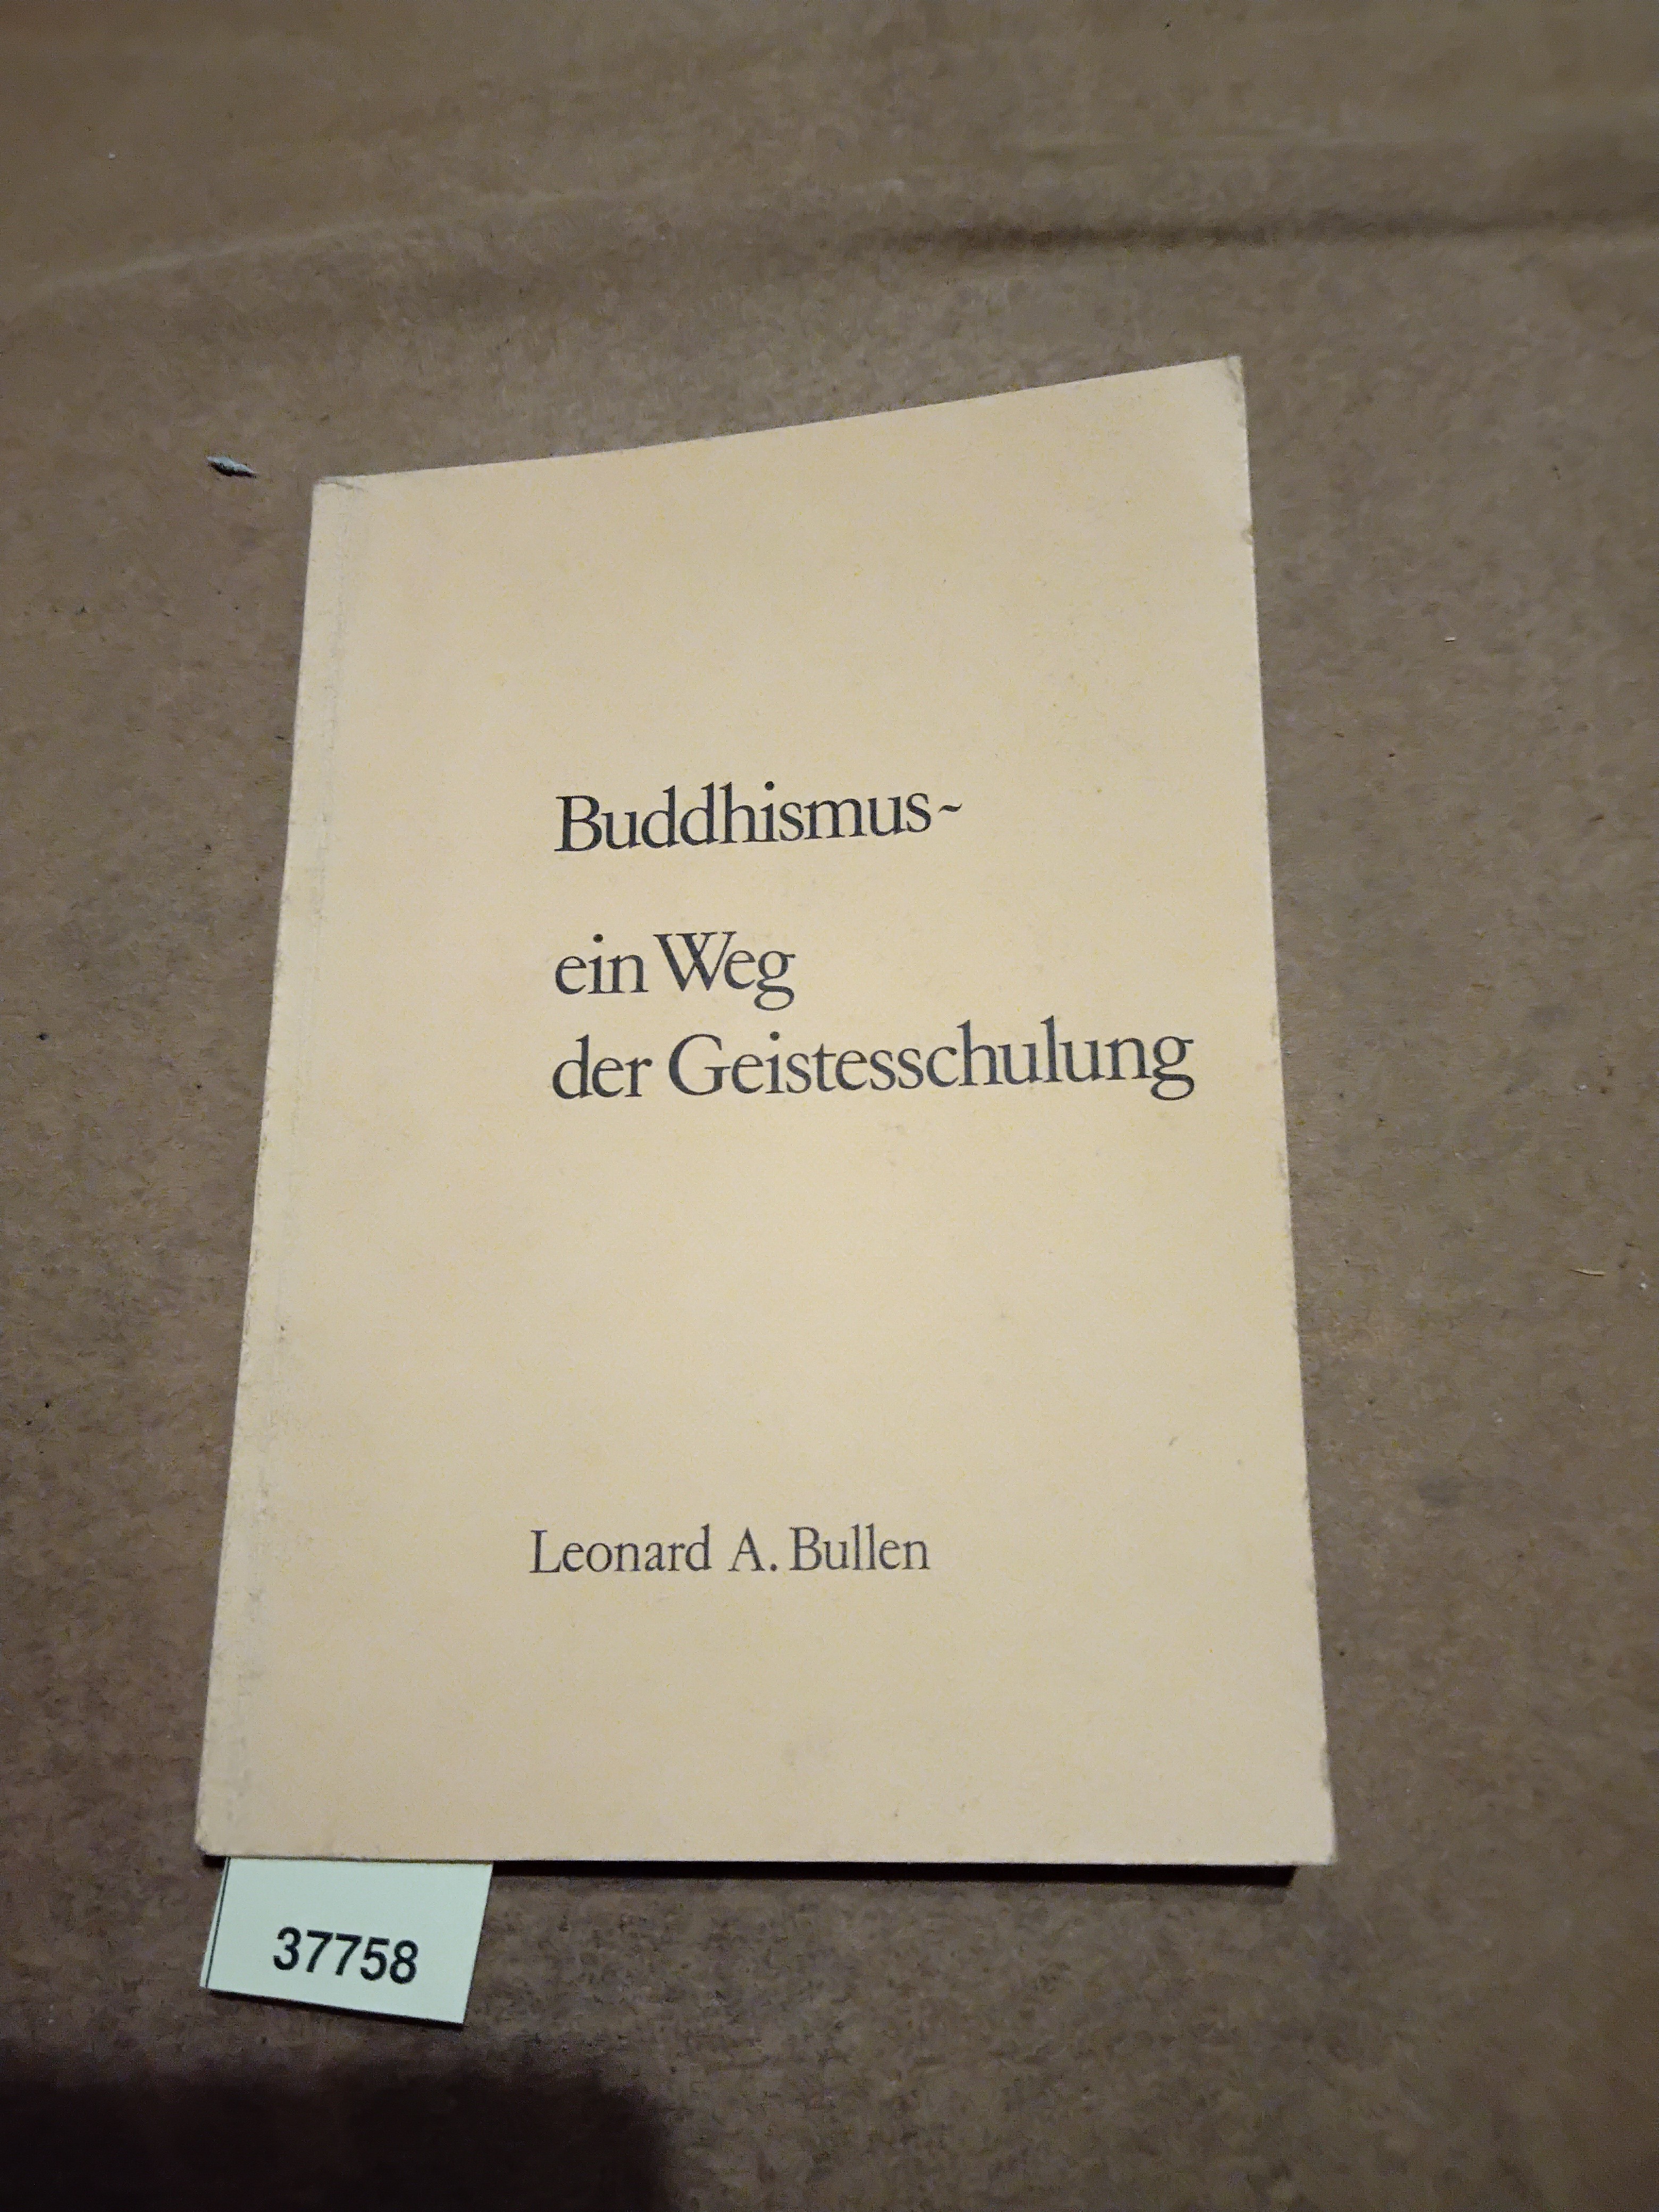 Buddhismus-
ein Weg
der Geistesschulung
Leonard A. Bullen
37758